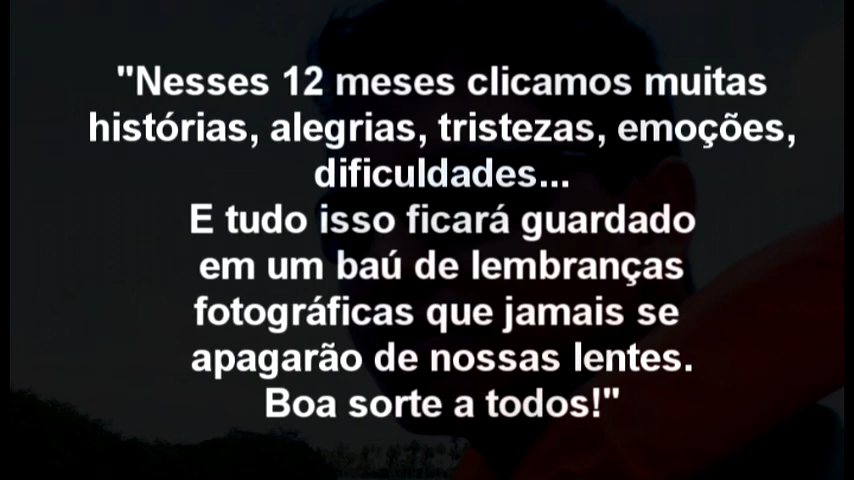 "Nesses 12 meses clicamos muitas
histórias, alegrias, tristezas, emoções,
dificuldades...
E tudo isso ficará guardado
em um baú de lembranças
fotográficas que jamais se
apagarão de nossas lentes.
Boa sorte a todos!"